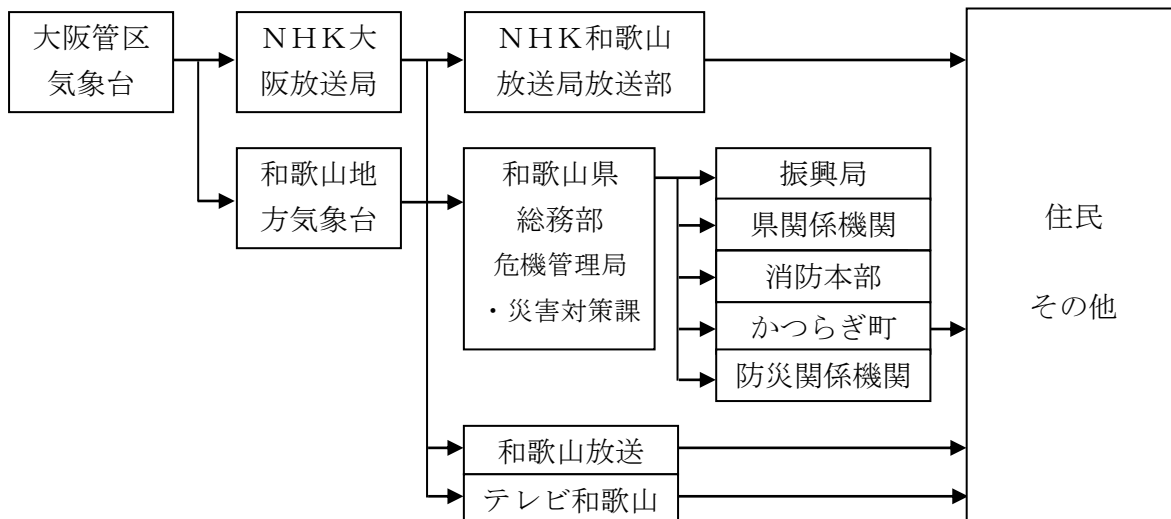 大阪管区
気象台
ＮＨＫ大
阪放送局
ＮＨＫ和歌山
放送局放送部
和歌山地
方気象台
和歌山県
総務部
危機管理局
・災害対策課
振興局
県関係機関
消防本部
かつらぎ町
防災関係機関
和歌山放送
テレビ和歌山
住民
その他